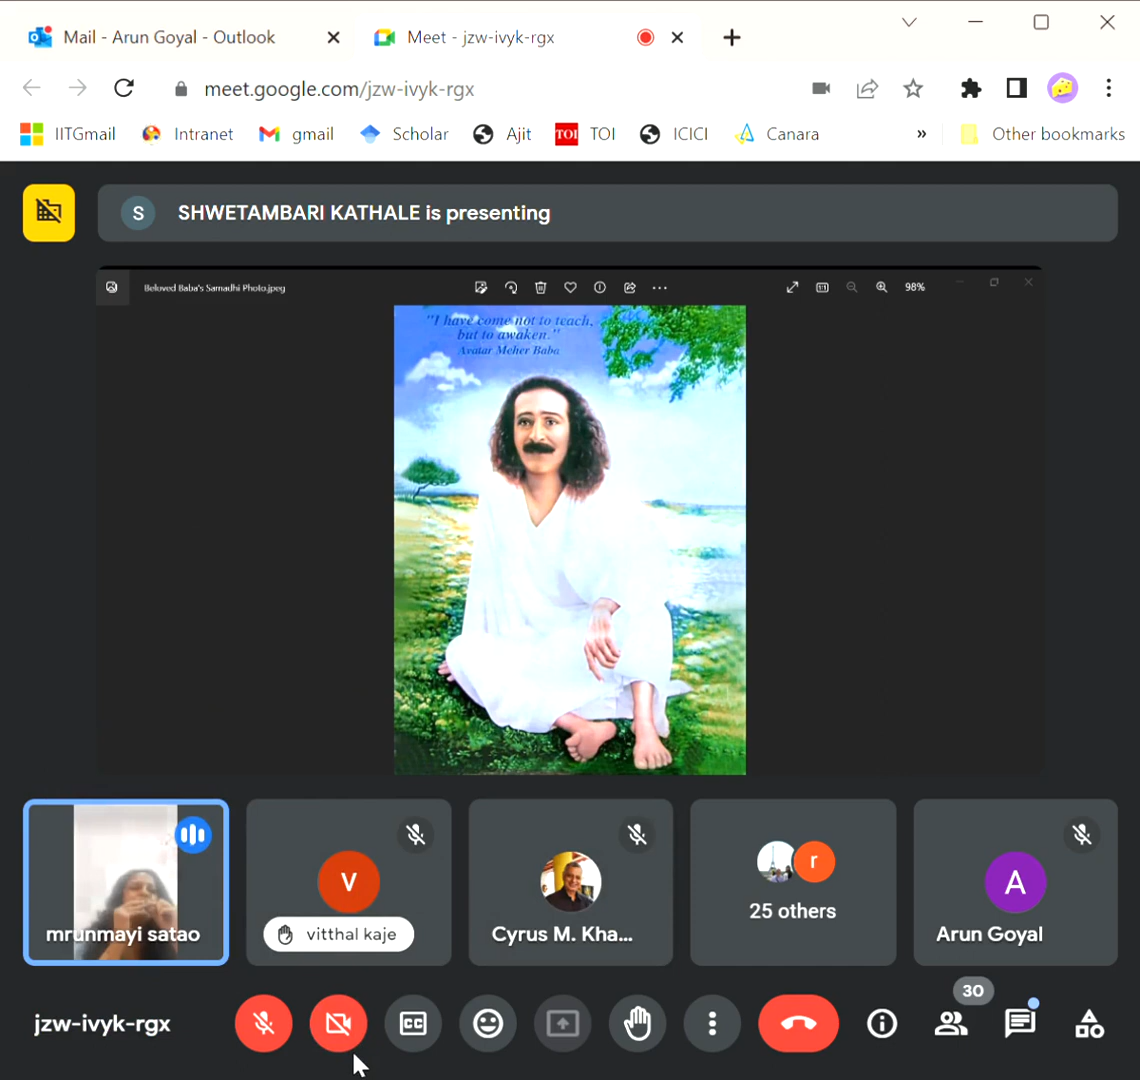 Mail - Arun Goyal - Outlook
Meet - jzw-ivyk-rgx
meet.google.com/jzw-ivyk-rgx
IITGmail
Intranet
gmail
Scholar
Ajit
TOI
TOI
ICICI
Canara
»
Other bookmarks
S
SHWETAMBARI KATHALE is presenting
Beloved Baba's Samadhi Photo.jpeg
98%
"I have come not to teach,
but to awaken."
Avatar Meher Baba
mrunmayi satao
V
vitthal kaje
Cyrus M. Kha...
r
25 others
A
Arun Goyal
jzw-ivyk-rgx
CC
30